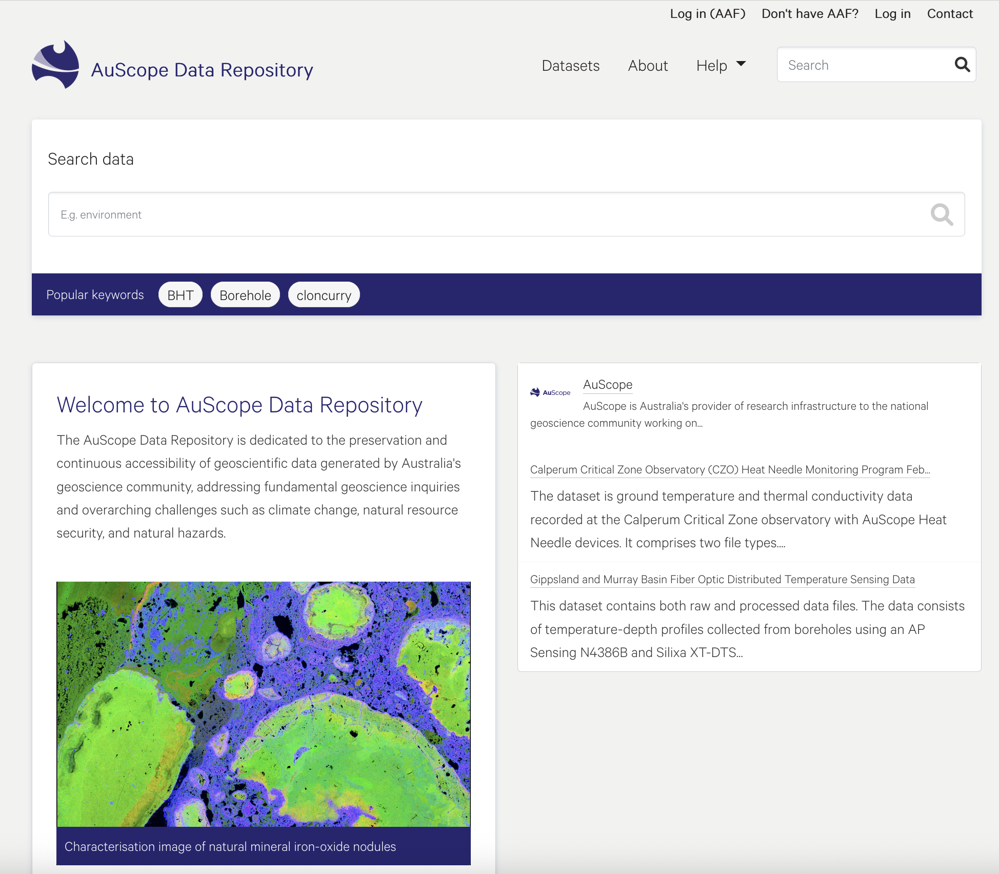 Log in (AAF) Don't have AAF? Log in Contact
AuScope Data Repository
Datasets About Help Search
Search data
E.g. environment
Popular keywords BHT Borehole cloncurry
Welcome to AuScope Data Repository
The AuScope Data Repository is dedicated to the preservation and
continuous accessibility of geoscientific data generated by Australia's
geoscience community, addressing fundamental geoscience inquiries
and overarching challenges such as climate change, natural resource
security, and natural hazards.
Characterisation image of natural mineral iron-oxide nodules
AuScope
AuScope
AuScope is Australia's provider of research infrastructure to the national
geoscience community working on...
Calperum Critical Zone Observatory (CZO) Heat Needle Monitoring Program Feb...
The dataset is ground temperature and thermal conductivity data
recorded at the Calperum Critical Zone observatory with AuScope Heat
Needle devices. It comprises two file types....
Gippsland and Murray Basin Fiber Optic Distributed Temperature Sensing Data
This dataset contains both raw and processed data files. The data consists
of temperature-depth profiles collected from boreholes using an AP
Sensing N4386B and Silixa XT-DTS...